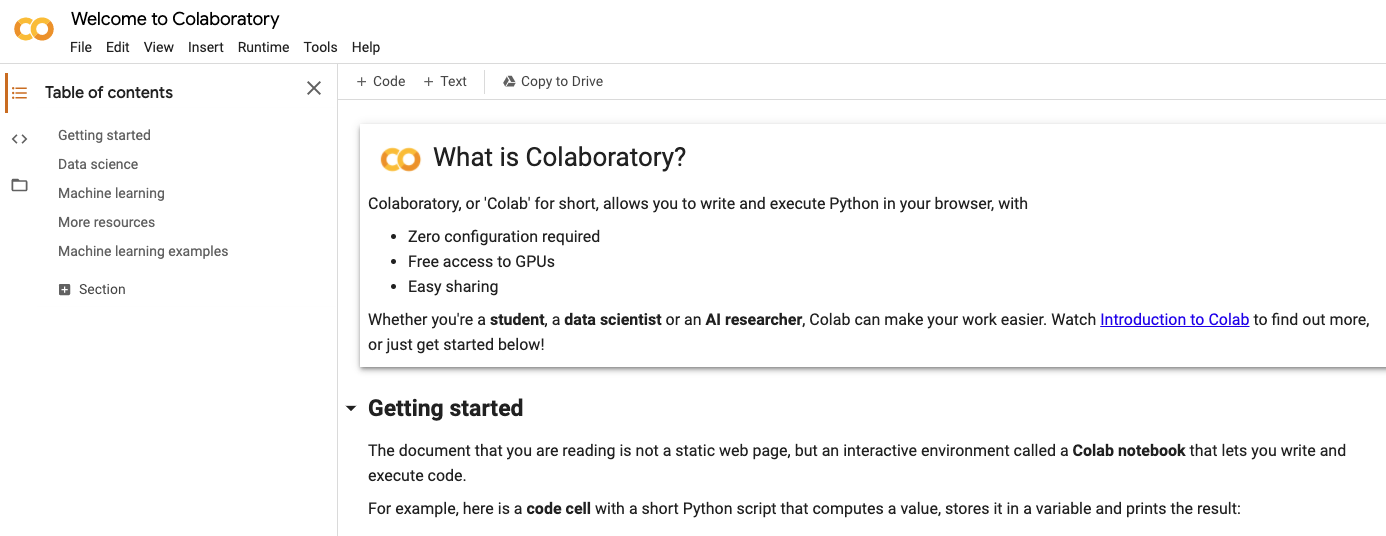 Welcome to Colaboratory
File Edit View Insert Runtime Tools Help
Table of contents
Getting started
Data science
Machine learning
More resources
Machine learning examples
Section
+ Code + Text Copy to Drive
What is Colaboratory?
Colaboratory, or 'Colab' for short, allows you to write and execute Python in your browser, with
• Zero configuration required
• Free access to GPUs
• Easy sharing
Whether you're a student, a data scientist or an AI researcher, Colab can make your work easier. Watch Introduction to Colab to find out more,
or just get started below!
Getting started
The document that you are reading is not a static web page, but an interactive environment called a Colab notebook that lets you write and
execute code.
For example, here is a code cell with a short Python script that computes a value, stores it in a variable and prints the result: